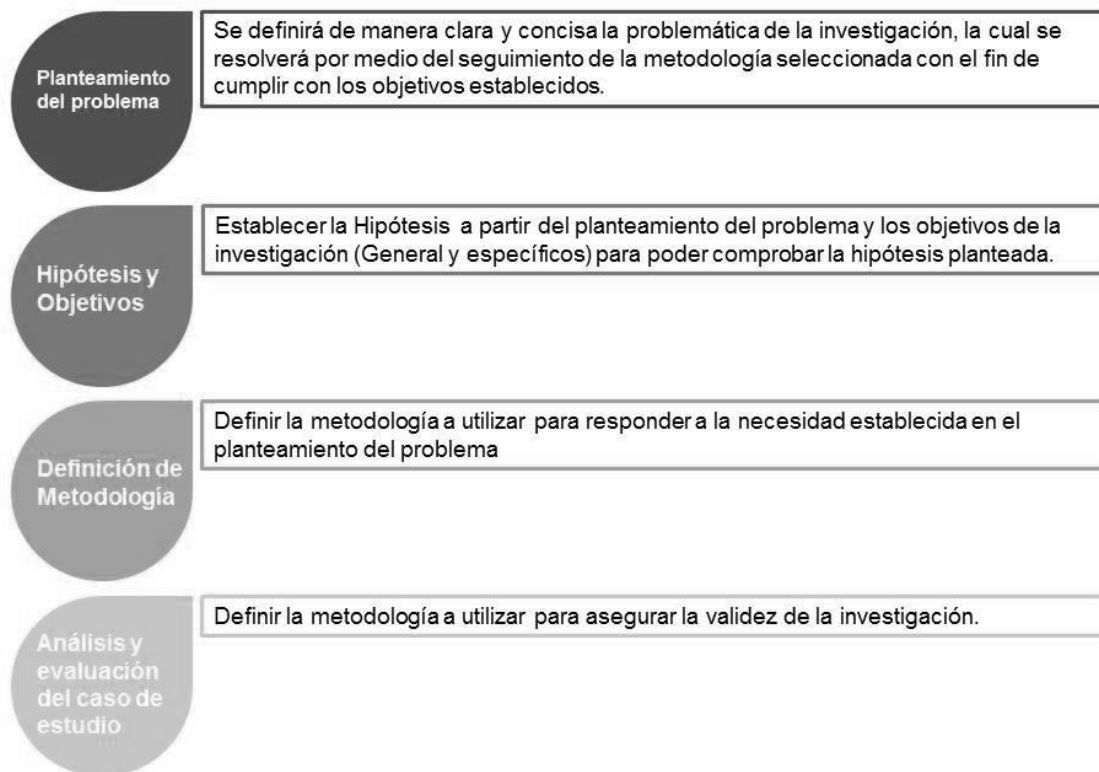 Planteamiento
del problema
Se definirá de manera clara y concisa la problemática de la investigación, la cual se
resolverá por medio del seguimiento de la metodología seleccionada con el fin de
cumplir con los objetivos establecidos.
Hipótesis y
Objetivos
Establecer la Hipótesis a partir del planteamiento del problema y los objetivos de la
investigación (General y específicos) para poder comprobar la hipótesis planteada.
Definición de
Metodología
Definir la metodología a utilizar para responder a la necesidad establecida en el
planteamiento del problema
Análisis y
evaluación
del caso de
estudio
Definir la metodología a utilizar para asegurar la validez de la investigación.